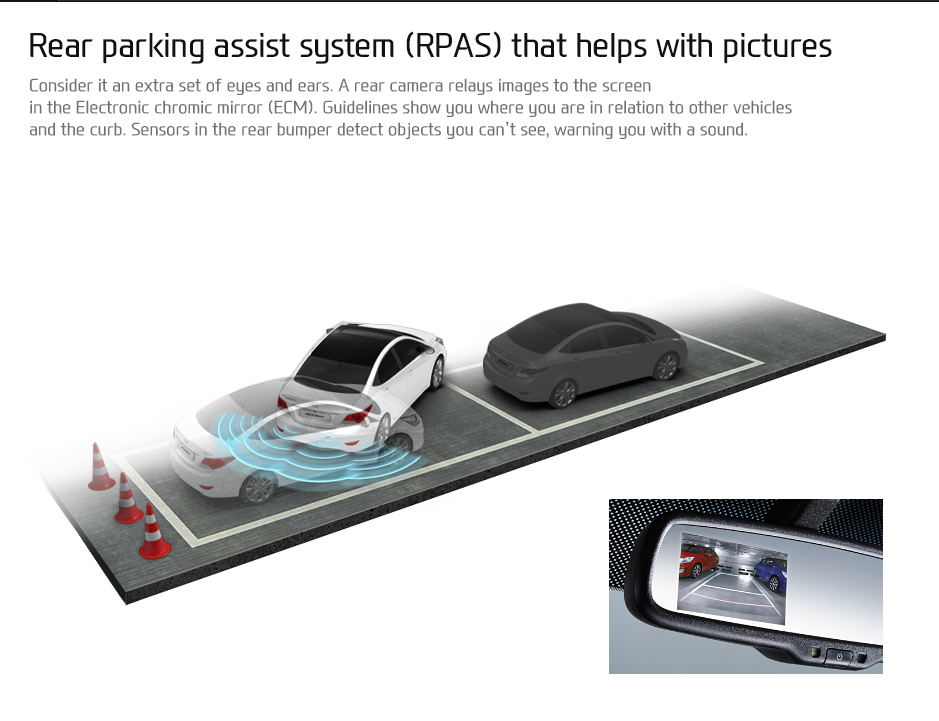 Rear parking assist system (RPAS) that helps with pictures
Consider it an extra set of eyes and ears. A rear camera relays images to the screen
in the Electronic chromic mirror (ECM). Guidelines show you where you are in relation to other vehicles
and the curb. Sensors in the rear bumper detect objects you can't see, warning you with a sound.